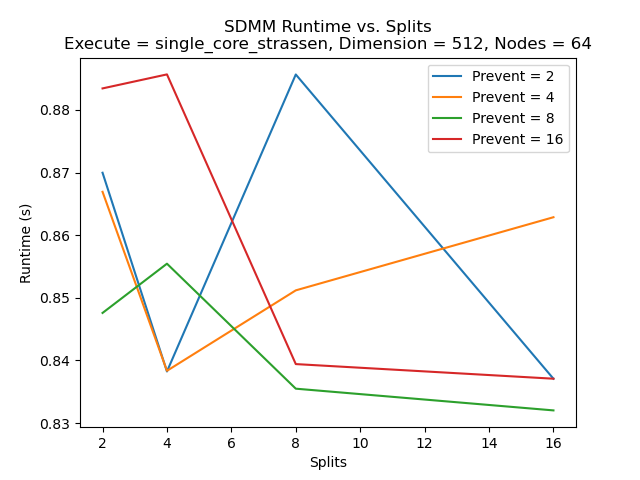 SDMM Runtime vs. Splits
Execute = single_core_strassen, Dimension = 512, Nodes = 64
Prevent = 2
Prevent = 4
Prevent = 8
Prevent = 16
Runtime (s)
0.88
0.87
0.86
0.85
0.84
0.83
2 4 6 8 10 12 14 16
Splits